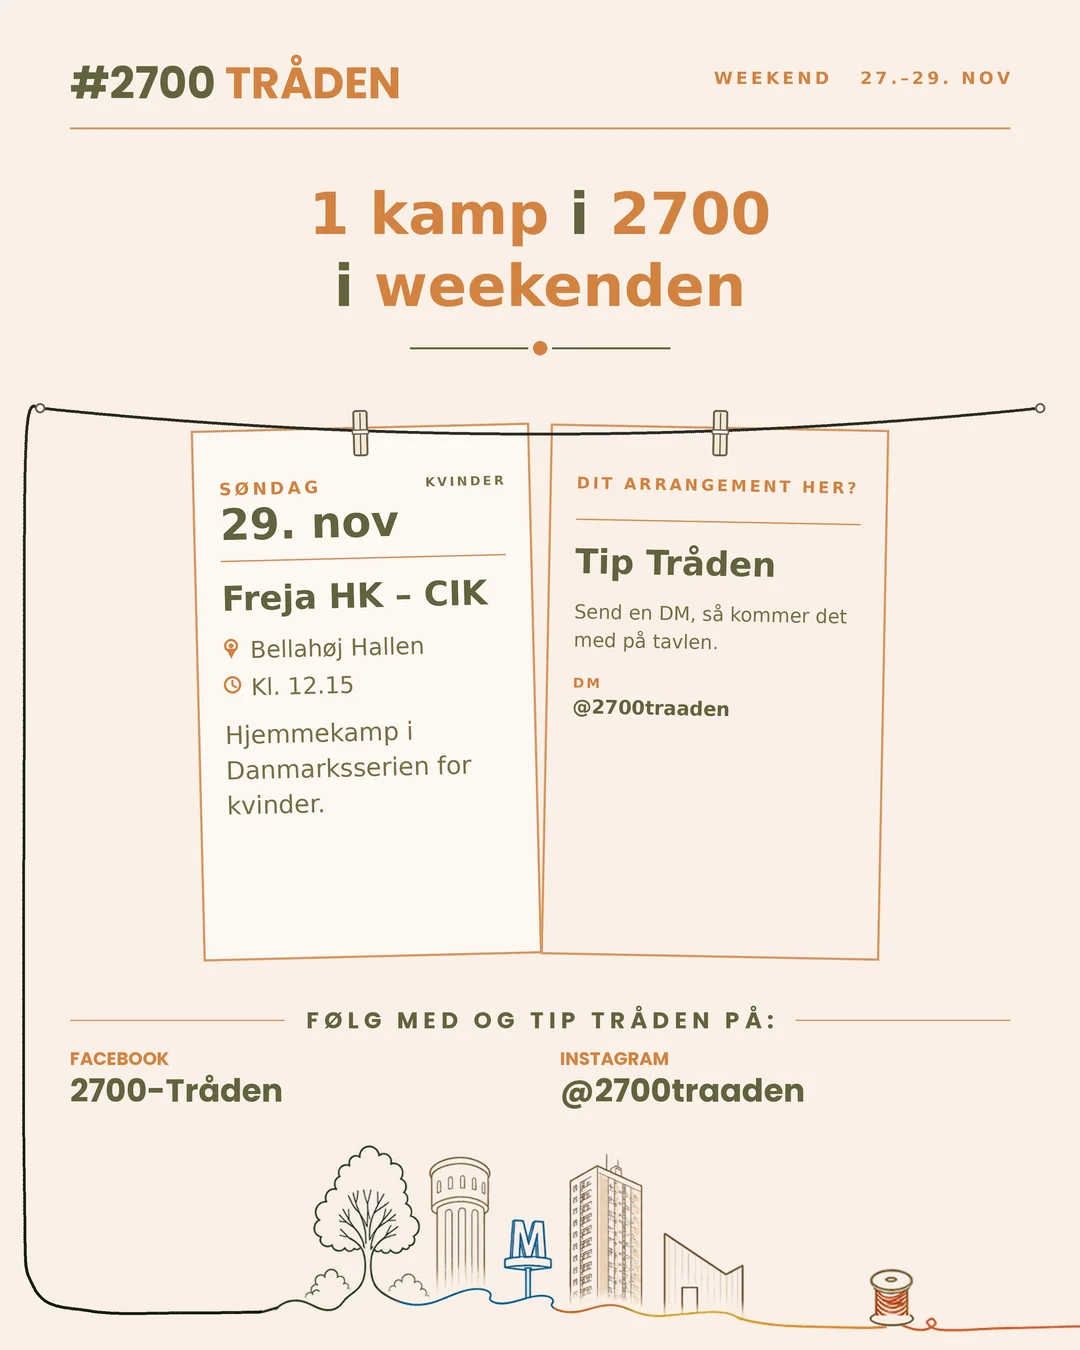 #2700 TRÅDEN
WEEKEND 27.–29. NOV
1 kamp i 2700
i weekenden
SØNDAG
KVINDER
29. nov
Freja HK – CIK
Bellahøj Hallen
Kl. 12.15
Hjemmekamp i
Danmarksserien for
kvinder.
DIT ARRANGEMENT HER?
Tip Tråden
Send en DM, så kommer det
med på tavlen.
DM
@2700traaden
FØLG MED OG TIP TRÅDEN PÅ:
FACEBOOK
2700-Tråden
INSTAGRAM
@2700traaden
M